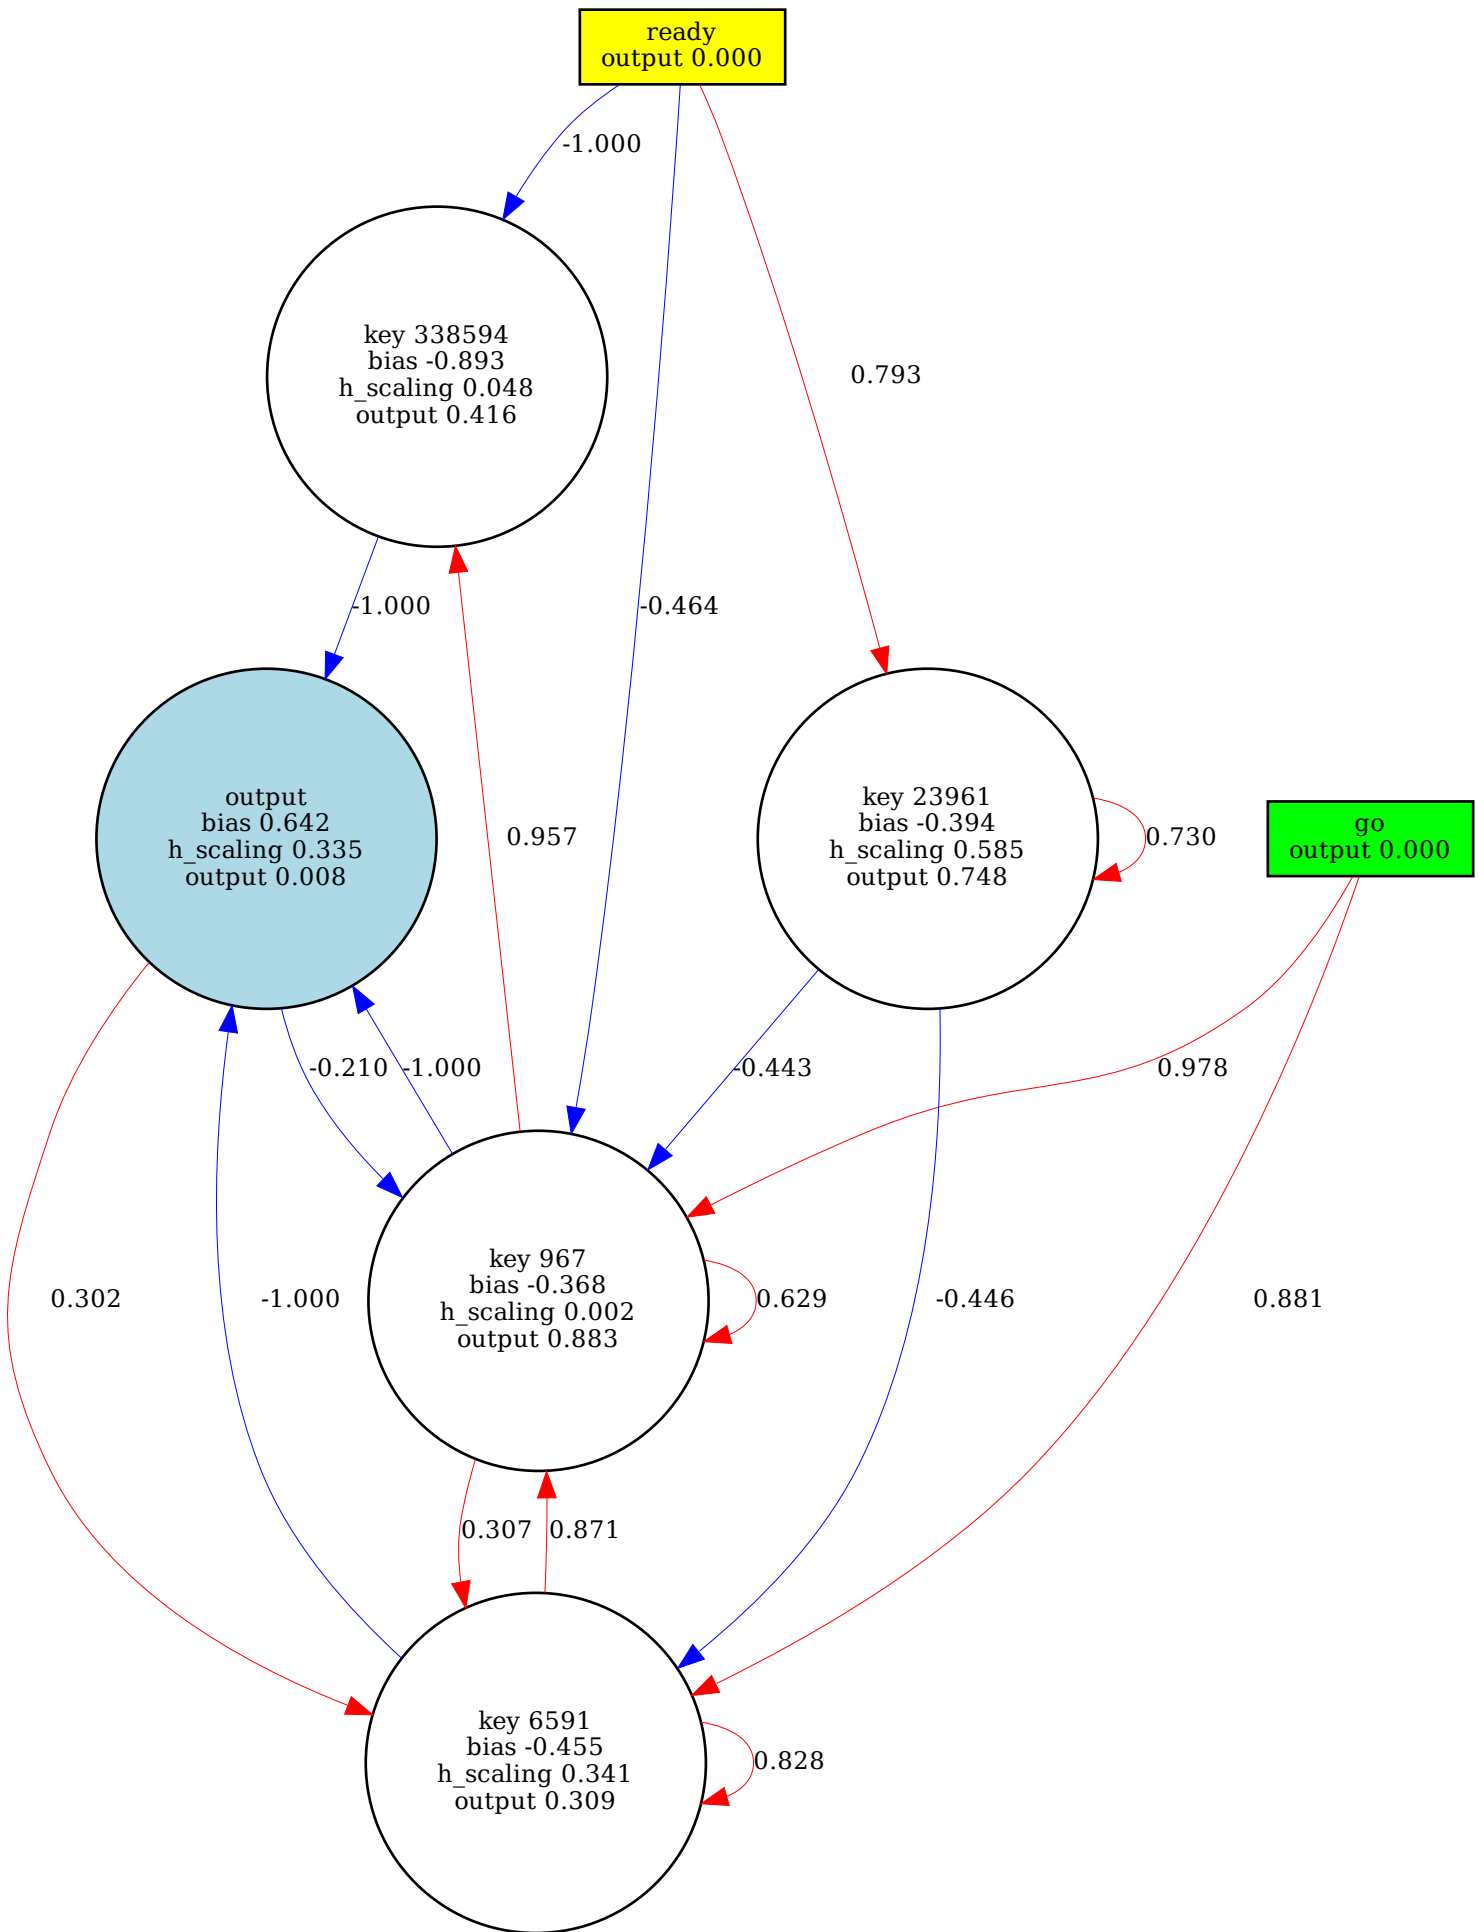 ready
output 0.000
-1.000
key 338594
bias -0.893
h_scaling 0.048
output 0.416
0.793
-1.000
-0.464
output
bias 0.642
h_scaling 0.335
output 0.008
0.957
key 23961
bias -0.394
h_scaling 0.585
output 0.748
0.730
go
output 0.000
-0.210
-1.000
-0.443
0.978
0.302
-1.000
key 967
bias -0.368
h_scaling 0.002
output 0.883
0.629
-0.446
0.881
0.307
0.871
key 6591
bias -0.455
h_scaling 0.341
output 0.309
0.828